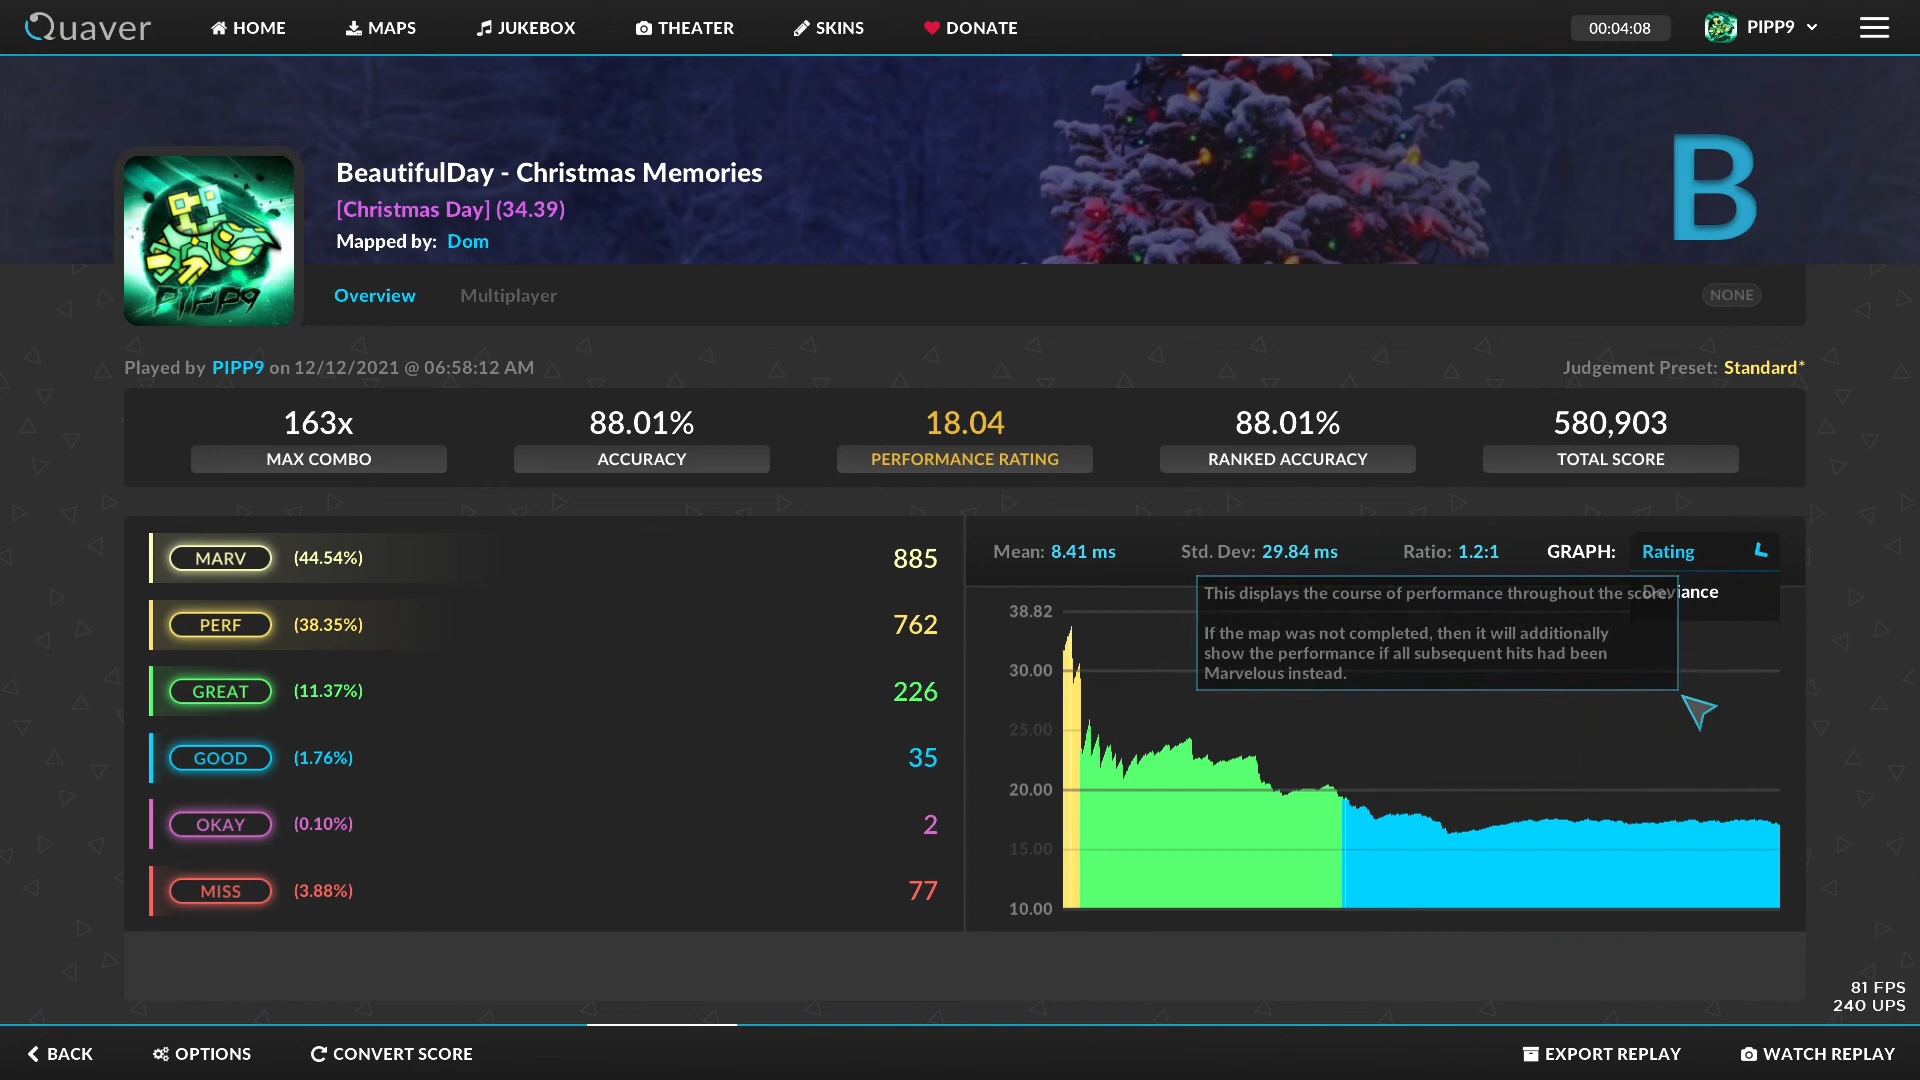 Quaver
HOME
MAPS
JUKEBOX
THEATER
SKINS
DONATE
00:04:08
PIPP9
BeautifulDay - Christmas Memories
[Christmas Day] (34.39)
Mapped by: Dom
B
PIPP9
Overview
Multiplayer
NONE
Played by PIPP9 on 12/12/2021 @ 06:58:12 AM
Judgement Preset: Standard*
163x
MAX COMBO
88.01%
ACCURACY
18.04
PERFORMANCE RATING
88.01%
RANKED ACCURACY
580,903
TOTAL SCORE
MARV (44.54%) 885
PERF (38.35%) 762
GREAT (11.37%) 226
GOOD (1.76%) 35
OKAY (0.10%) 2
MISS (3.88%) 77
Mean: 8.41 ms
Std. Dev: 29.84 ms
Ratio: 1.2:1
GRAPH: Rating
Deviance
This displays the course of performance throughout the score.
If the map was not completed, then it will additionally
show the performance if all subsequent hits had been
Marvelous instead.
38.82
30.00
25.00
20.00
15.00
10.00
81 FPS
240 UPS
BACK
OPTIONS
CONVERT SCORE
EXPORT REPLAY
WATCH REPLAY